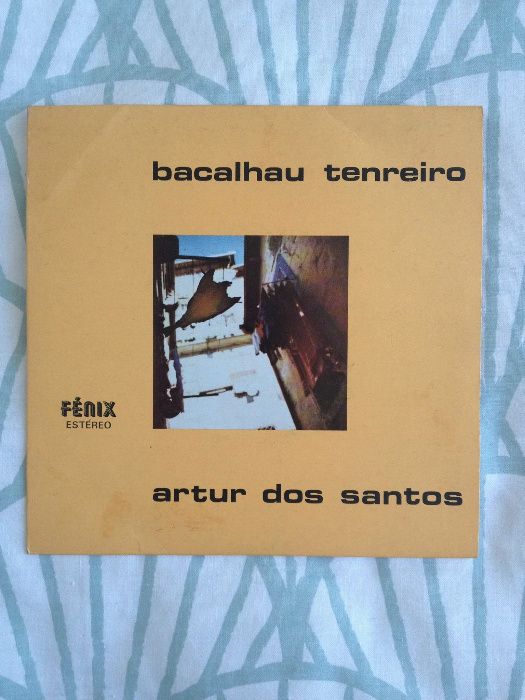 bacalhau tenreiro
FÉNIX
ESTÉREO
artur dos santos